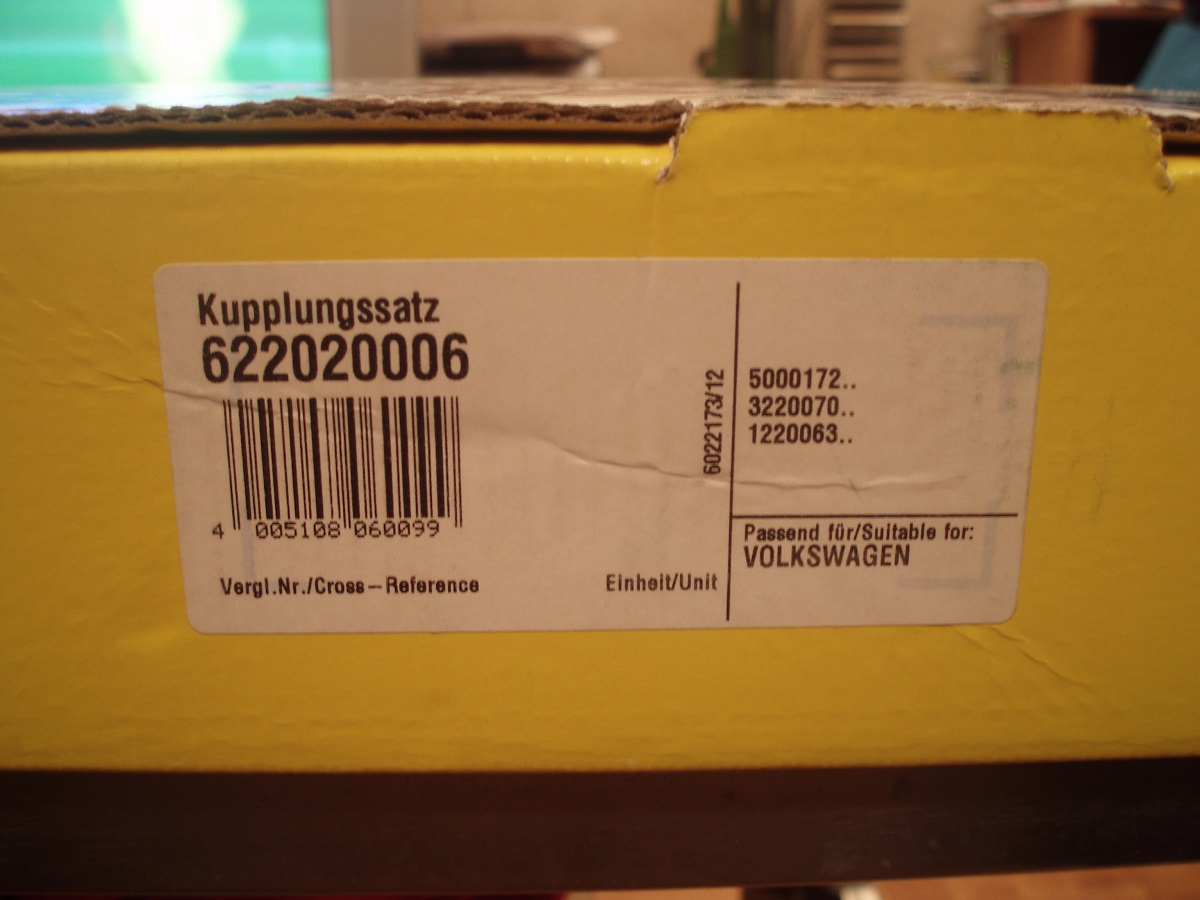 Kupplungssatz
622020006
4 005108 060099
Vergl.Nr./Cross-Reference
Einheit/Unit
6022173/12
5000172..
3220070..
1220063..
Passend für/Suitable for:
VOLKSWAGEN